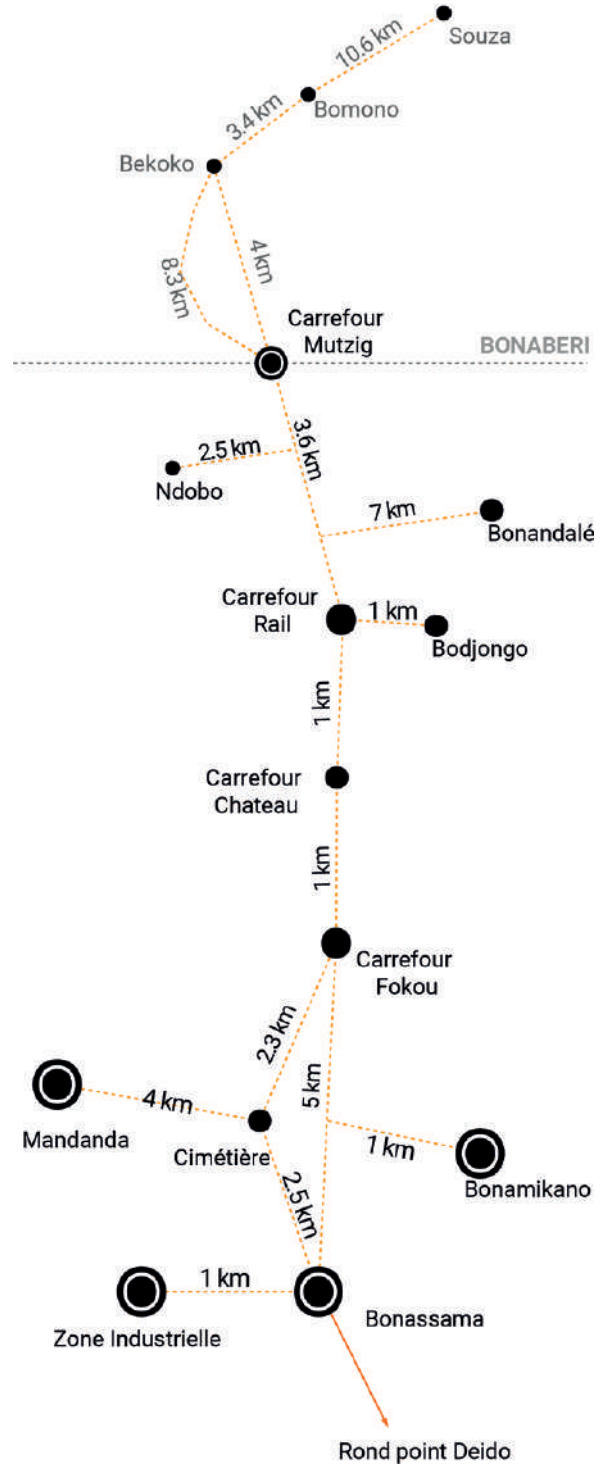 Souza
10.6 km
Bomono
3.4 km
Bekoko
4 km
8.3 km
Carrefour
Mutzig
BONABERI
3.6 km
2.5 km
Ndobo
7 km
Bonandalé
Carrefour
Rail
1 km
Bodjongo
1 km
Carrefour
Chateau
1 km
Carrefour
Fokou
2.3 km
5 km
4 km
Mandanda
Cimétière
1 km
Bonamikano
2.5 km
1 km
Zone Industrielle
Bonassama
Rond point Deido